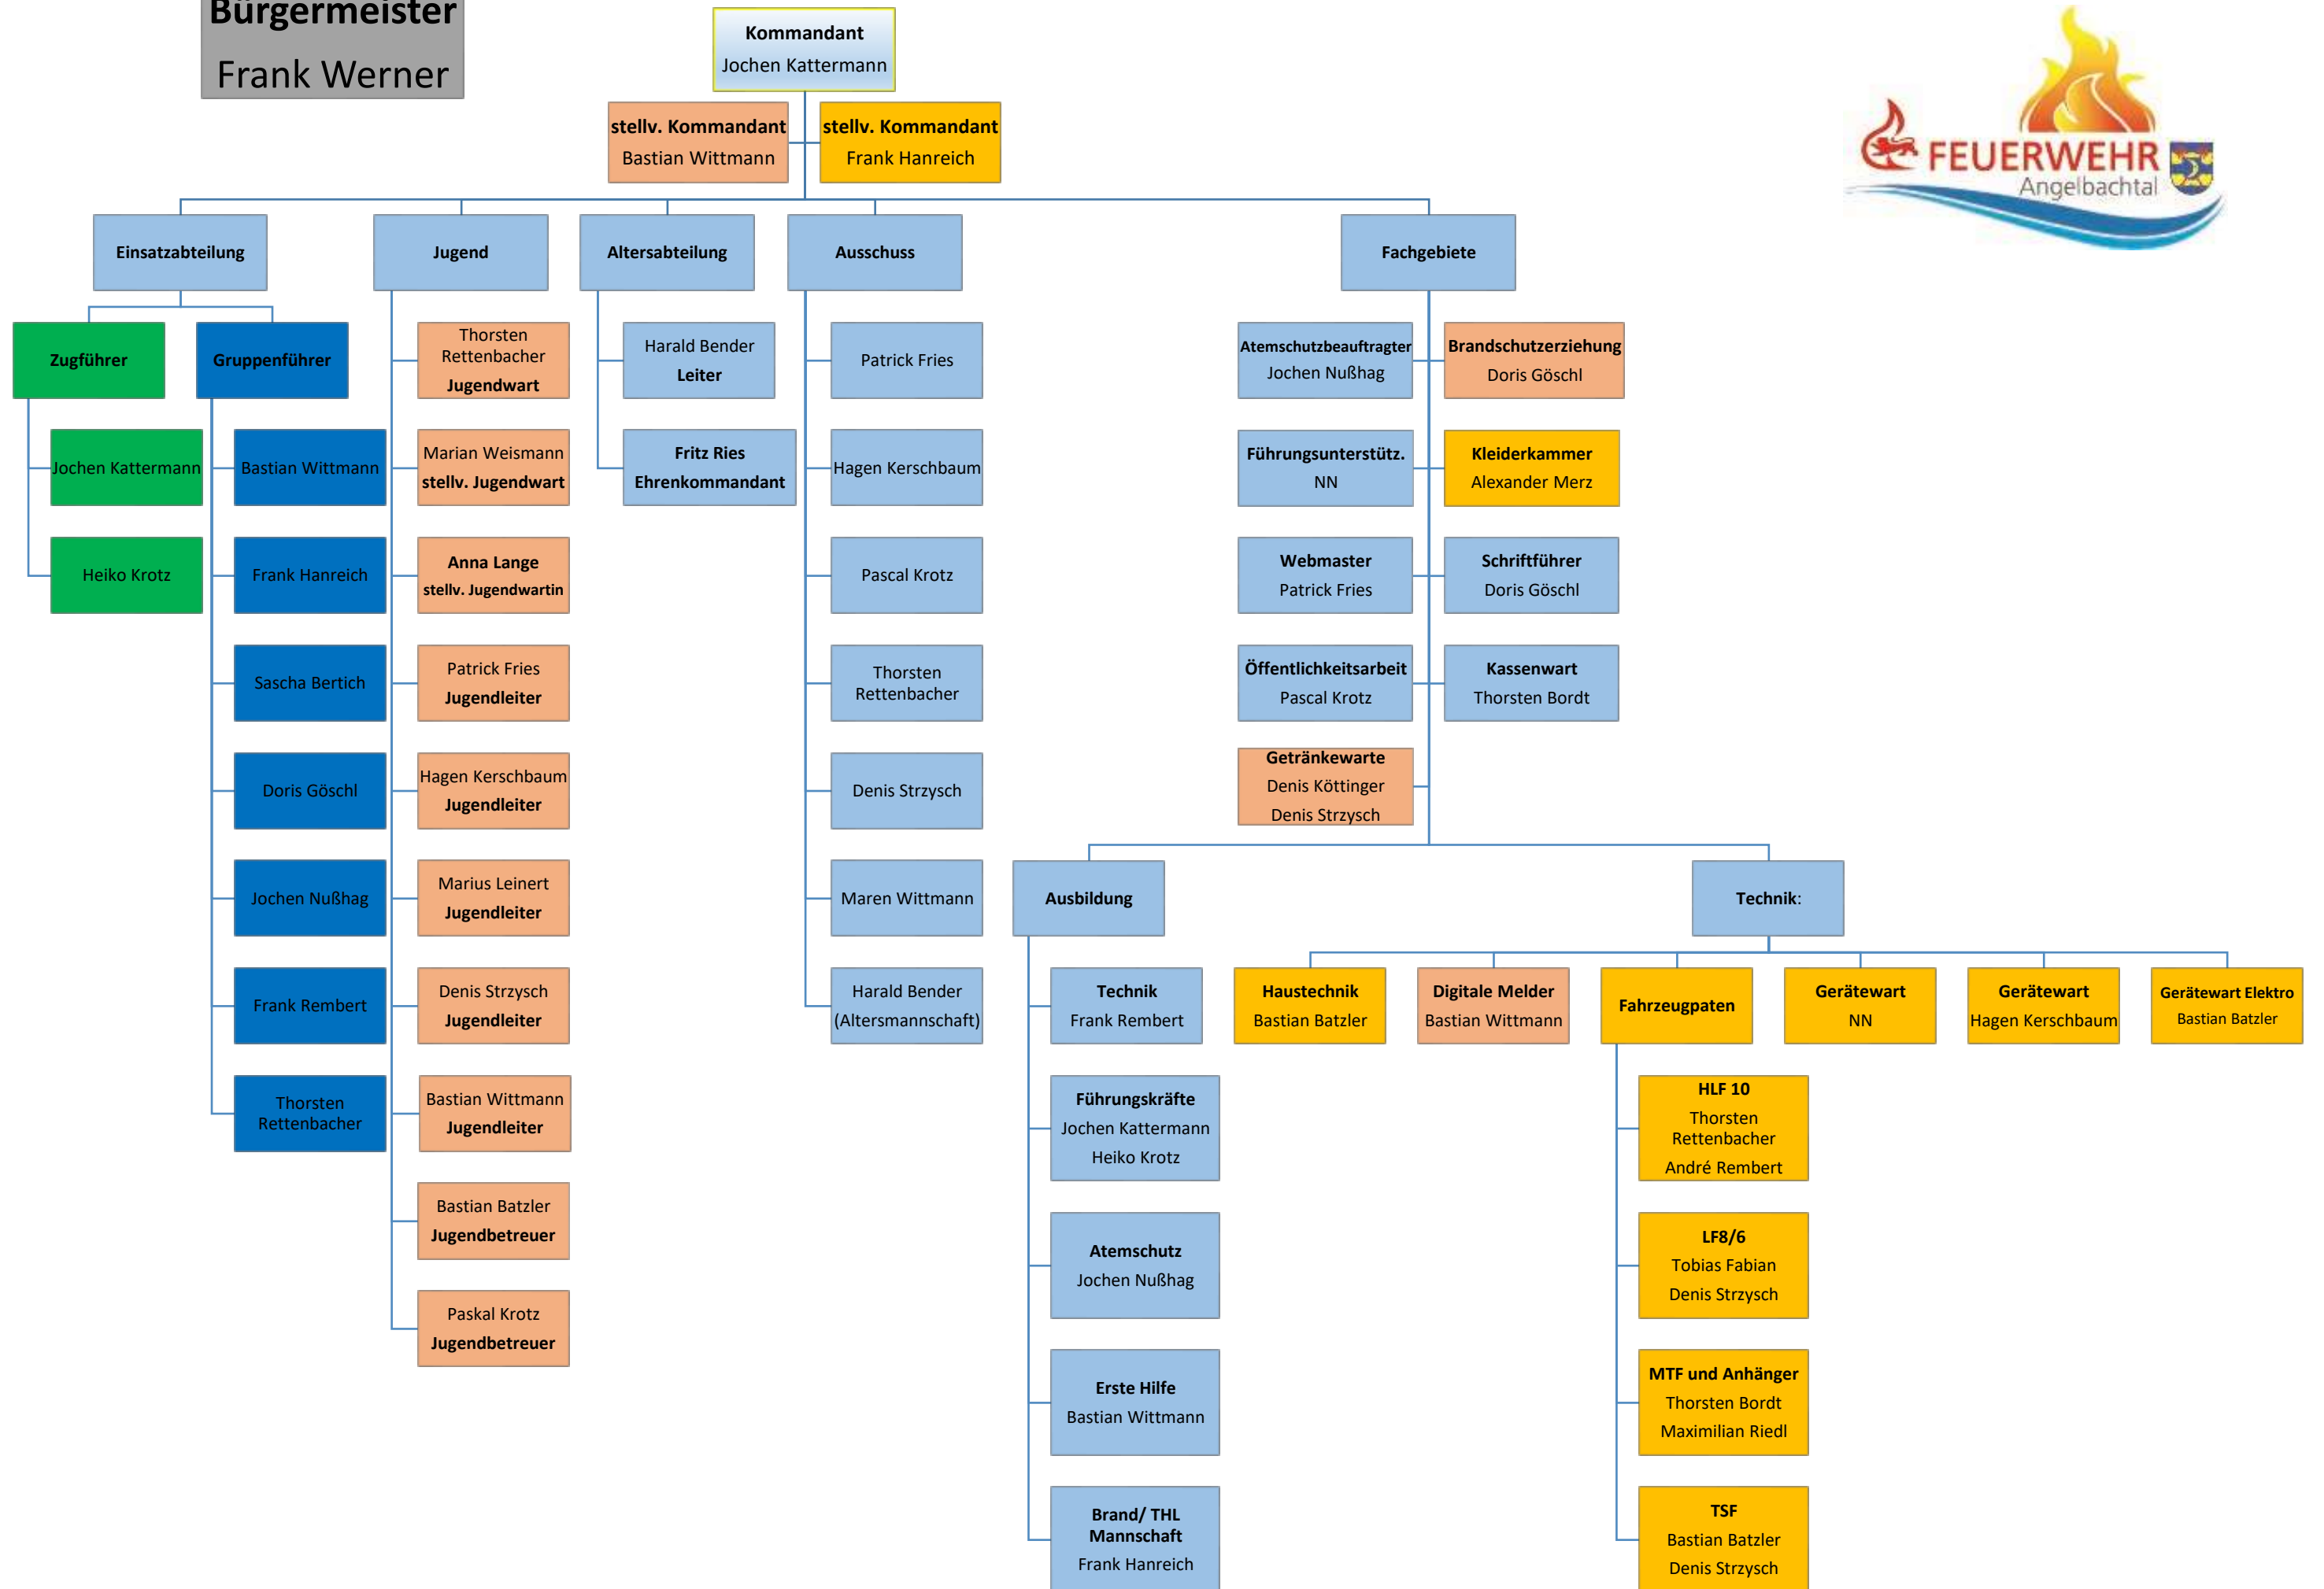 Bürgermeister
Frank Werner
Kommandant
Jochen Kattermann
stellv. Kommandant
Bastian Wittmann
stellv. Kommandant
Frank Hanreich
FEUERWEHR
Angelbachtal
Einsatzabteilung
Zugführer
Jochen Kattermann
Heiko Krotz
Gruppenführer
Bastian Wittmann
Frank Hanreich
Sascha Bertich
Doris Göschl
Jochen Nußhag
Frank Rembert
Thorsten
Rettenbacher
Jugend
Thorsten
Rettenbacher
Jugendwart
Marian Weismann
stellv. Jugendwart
Anna Lange
stellv. Jugendwartin
Patrick Fries
Jugendleiter
Hagen Kerschbaum
Jugendleiter
Marius Leinert
Jugendleiter
Denis Strzysch
Jugendleiter
Bastian Wittmann
Jugendleiter
Bastian Batzler
Jugendbetreuer
Paskal Krotz
Jugendbetreuer
Altersabteilung
Harald Bender
Leiter
Fritz Ries
Ehrenkommandant
Ausschuss
Patrick Fries
Hagen Kerschbaum
Pascal Krotz
Thorsten
Rettenbacher
Denis Strzysch
Maren Wittmann
Harald Bender
(Altersmannschaft)
Fachgebiete
Atemschutzbeauftragter
Jochen Nußhag
Brandschutzerziehung
Doris Göschl
Führungsunterstütz.
NN
Kleiderkammer
Alexander Merz
Webmaster
Patrick Fries
Schriftführer
Doris Göschl
Öffentlichkeitsarbeit
Pascal Krotz
Kassenwart
Thorsten Bordt
Getränkewarte
Denis Köttinger
Denis Strzysch
Ausbildung
Technik
Frank Rembert
Führungskräfte
Jochen Kattermann
Heiko Krotz
Atemschutz
Jochen Nußhag
Erste Hilfe
Bastian Wittmann
Brand/ THL
Mannschaft
Frank Hanreich
Technik:
Haustechnik
Bastian Batzler
Digitale Melder
Bastian Wittmann
Fahrzeugpaten
HLF 10
Thorsten
Rettenbacher
André Rembert
LF8/6
Tobias Fabian
Denis Strzysch
MTF und Anhänger
Thorsten Bordt
Maximilian Riedl
TSF
Bastian Batzler
Denis Strzysch
Gerätewart
NN
Gerätewart
Hagen Kerschbaum
Gerätewart Elektro
Bastian Batzler